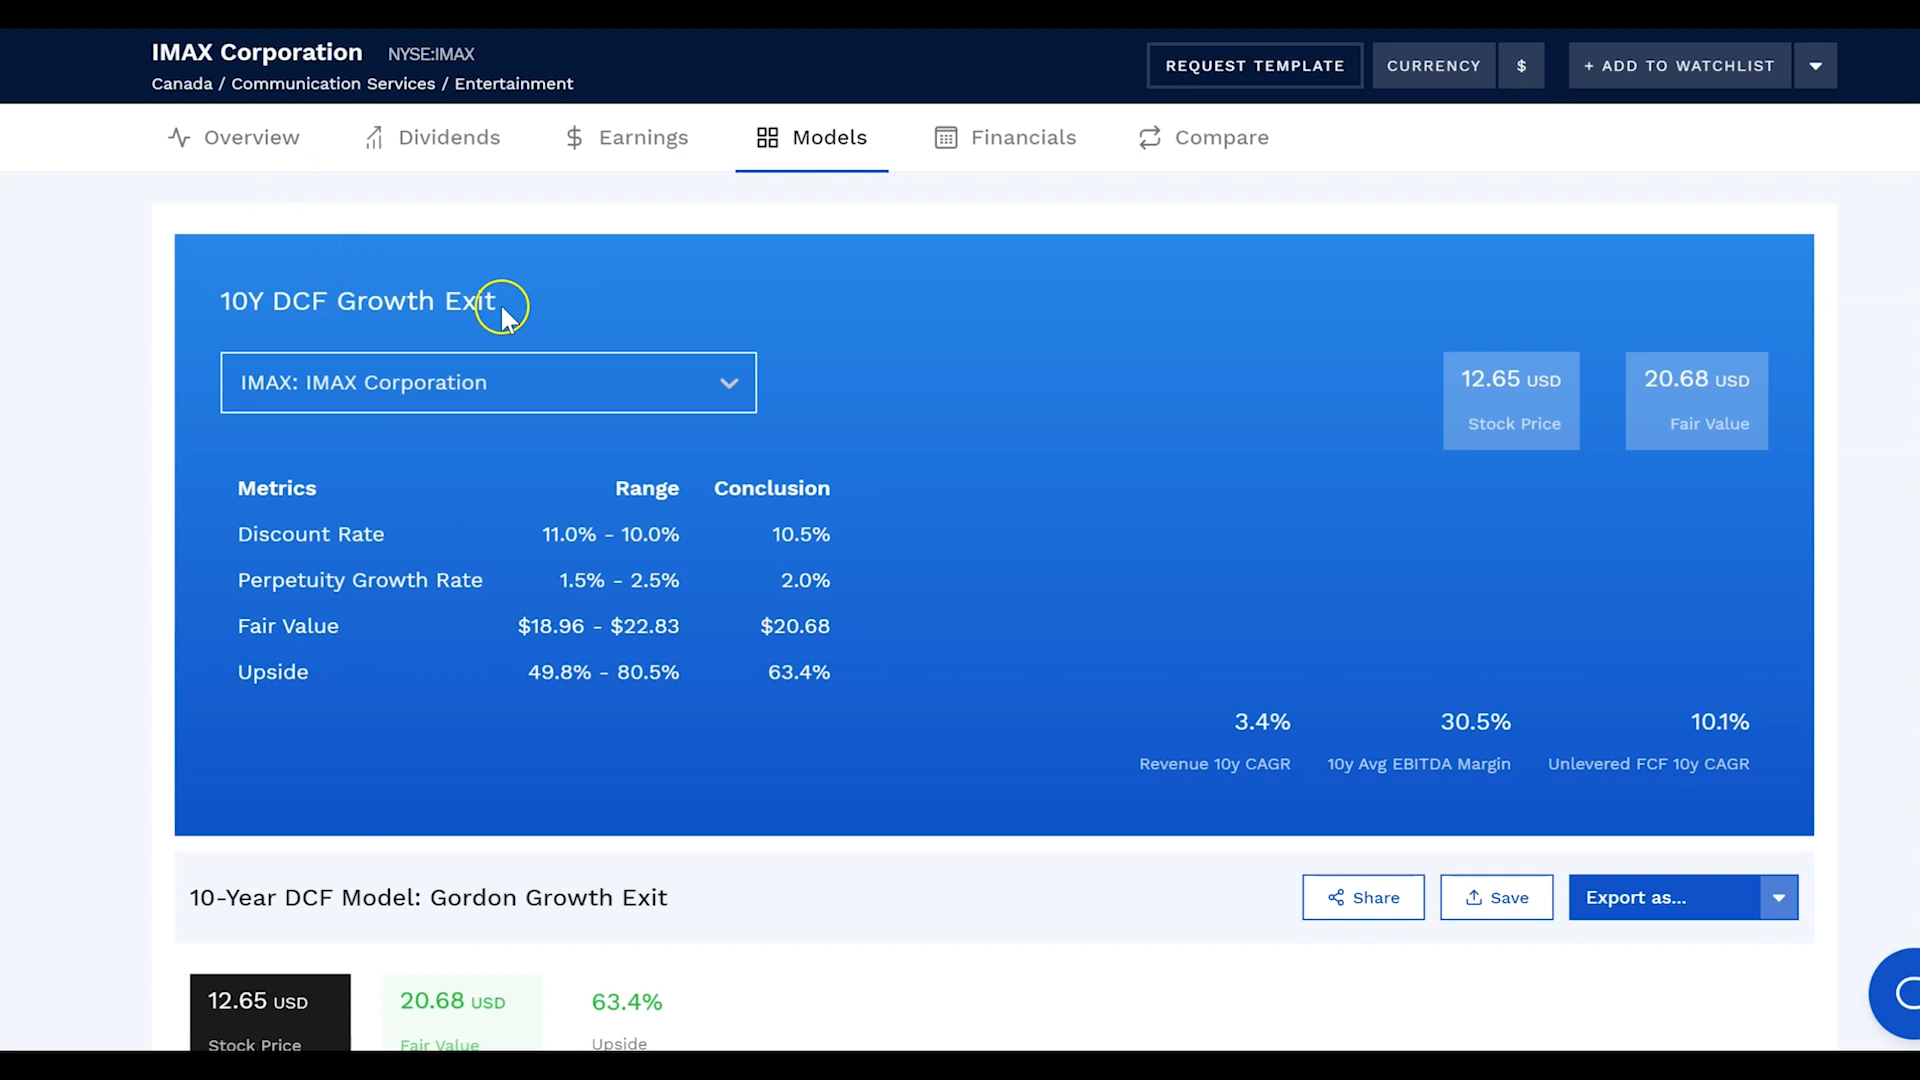 IMAX Corporation NYSE:IMAX
Canada / Communication Services / Entertainment
REQUEST TEMPLATE CURRENCY $ + ADD TO WATCHLIST
Overview Dividends Earnings Models Financials Compare
10Y DCF Growth Exit
IMAX: IMAX Corporation
12.65 USD
Stock Price
20.68 USD
Fair Value
Metrics Range Conclusion
Discount Rate 11.0% - 10.0% 10.5%
Perpetuity Growth Rate 1.5% - 2.5% 2.0%
Fair Value $18.96 - $22.83 $20.68
Upside 49.8% - 80.5% 63.4%
3.4% 30.5% 10.1%
Revenue 10y CAGR 10y Avg EBITDA Margin Unlevered FCF 10y CAGR
10-Year DCF Model: Gordon Growth Exit
Share Save Export as...
12.65 USD 20.68 USD 63.4%
Stock Price Fair Value Upside